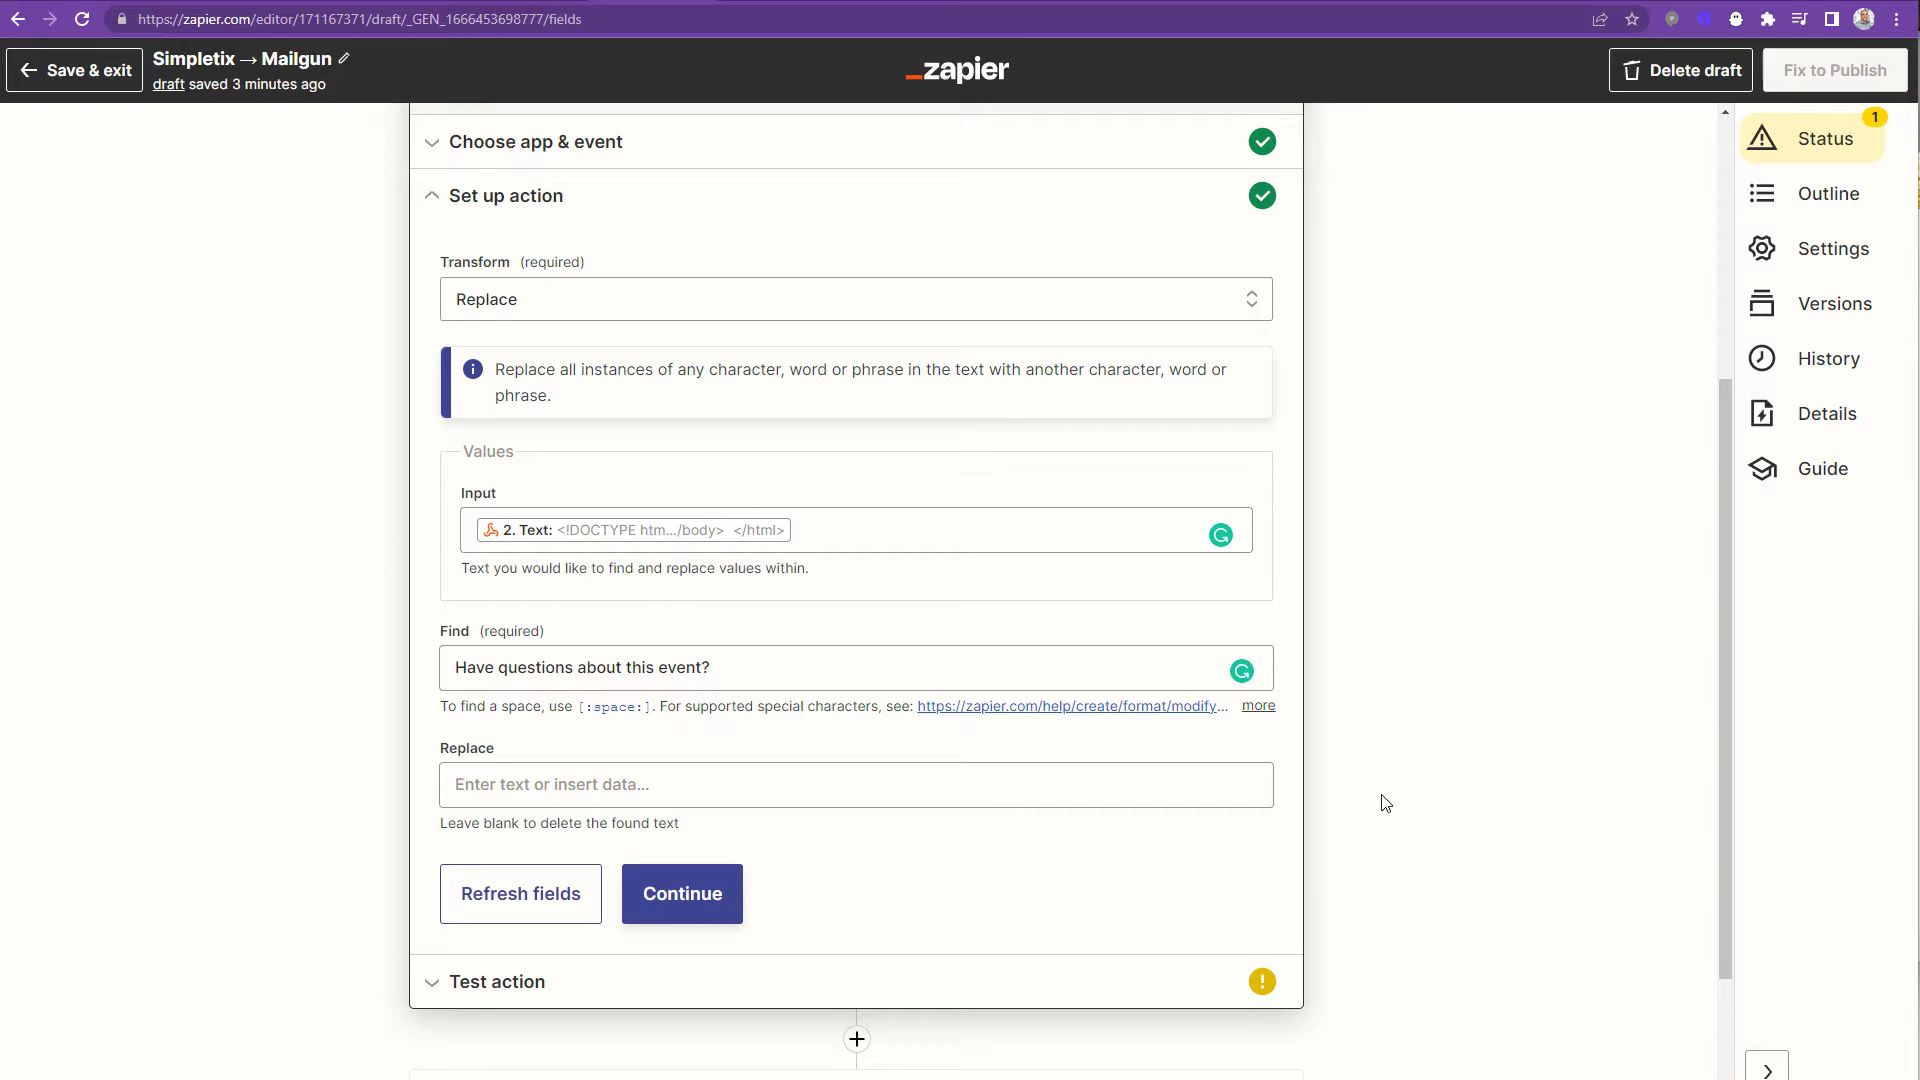 https://zapier.com/editor/171167371/draft/_GEN_1666453698777/fields
Save & exit
Simpletix → Mailgun
draft saved 3 minutes ago
_zapier
Delete draft
Fix to Publish
Choose app & event
Set up action
Transform (required)
Replace
Replace all instances of any character, word or phrase in the text with another character, word or
phrase.
Values
Input
2. Text: <!DOCTYPE htm.../body> </html>
Text you would like to find and replace values within.
Find (required)
Have questions about this event?
To find a space, use [:space:]. For supported special characters, see: https://zapier.com/help/create/format/modify... more
Replace
Enter text or insert data...
Leave blank to delete the found text
Refresh fields
Continue
Test action
1
Status
Outline
Settings
Versions
History
Details
Guide